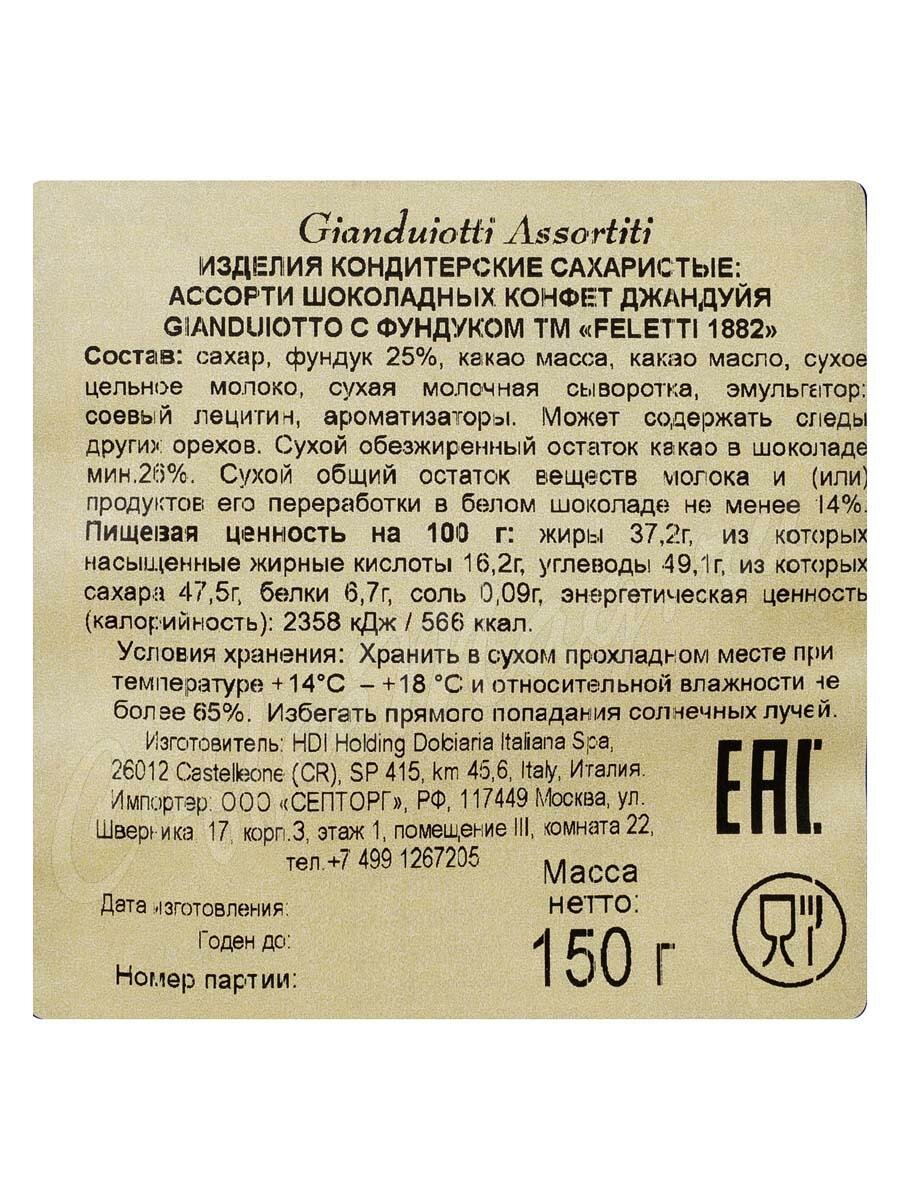 Gianduiotti Assortiti
ИЗДЕЛИЯ КОНДИТЕРСКИЕ САХАРИСТЫЕ:
АССОРТИ ШОКОЛАДНЫХ КОНФЕТ ДЖАНДУЙЯ
GIANDUIOTTO С ФУНДУКОМ ТМ «FELETTI 1882»
Состав: сахар, фундук 25%, какао масса, какао масло, сухое
цельное молоко, сухая молочная сыворотка, эмульгатор:
соевый лецитин, ароматизаторы. Может содержать следы
других орехов. Сухой обезжиренный остаток какао в шоколаде
мин.26%. Сухой общий остаток веществ молока и (или)
продуктов его переработки в белом шоколаде не менее 14%.
Пищевая ценность на 100 г: жиры 37,2г, из которых
насыщенные жирные кислоты 16,2г, углеводы 49,1г, из которых
сахара 47,5г, белки 6,7г, соль 0,09г, энергетическая ценность
(калорийность): 2358 кДж / 566 ккал.
Условия хранения: Хранить в сухом прохладном месте при
температуре +14°С – +18 °С и относительной влажности не
более 65%. Избегать прямого попадания солнечных лучей.
Изготовитель: HDI Holding Dolciaria Italiana Spa,
26012 Castelleone (CR), SP 415, km 45,6, Italy, Италия.
Импортер: ООО «СЕПТОРГ», РФ, 117449 Москва, ул.
Шверника 17, корп.3, этаж 1, помещение III, комната 22,
тел.+7 499 1267205
EAC
Масса
нетто:
150 г
Дата изготовления:
Годен до:
Номер партии: